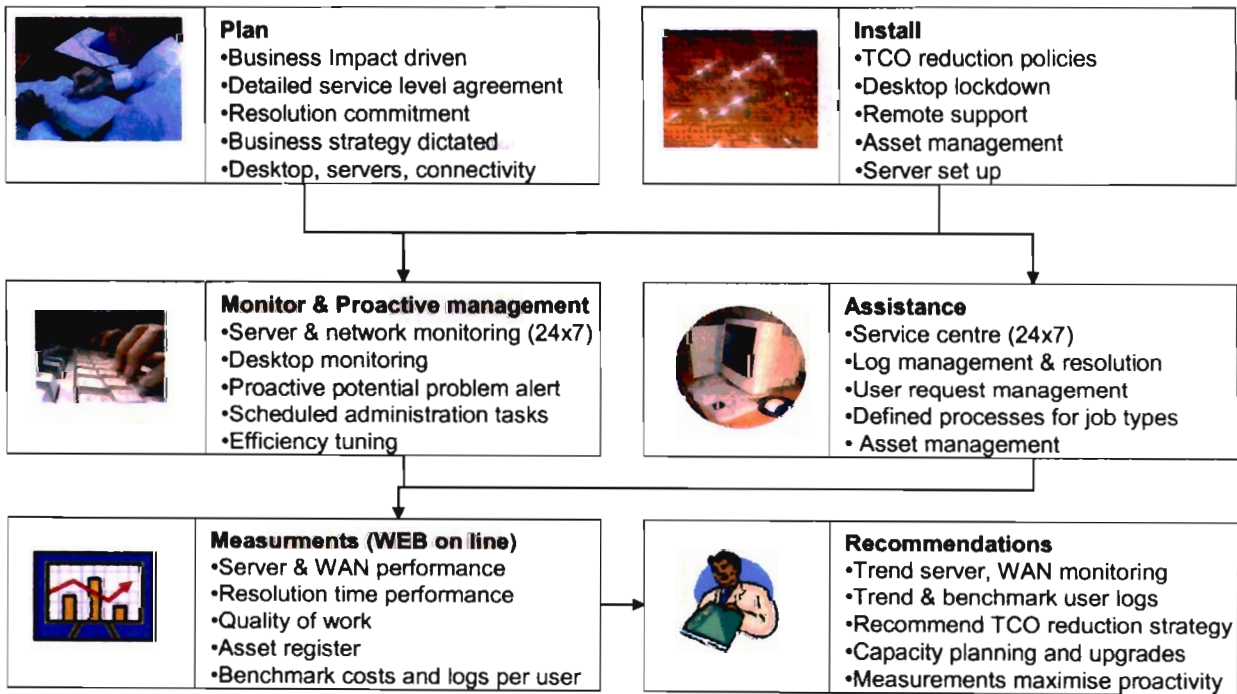 Plan
•Business Impact driven
•Detailed service level agreement
•Resolution commitment
•Business strategy dictated
•Desktop, servers, connectivity
Install
•TCO reduction policies
•Desktop lockdown
•Remote support
•Asset management
•Server set up
Monitor & Proactive management
•Server & network monitoring (24x7)
•Desktop monitoring
•Proactive potential problem alert
•Scheduled administration tasks
•Efficiency tuning
Assistance
•Service centre (24x7)
•Log management & resolution
•User request management
•Defined processes for job types
• Asset management
Measurments (WEB on line)
•Server & WAN performance
•Resolution time performance
•Quality of work
•Asset register
•Benchmark costs and logs per user
Recommendations
•Trend server, WAN monitoring
•Trend & benchmark user logs
•Recommend TCO reduction strategy
•Capacity planning and upgrades
•Measurements maximise proactivity